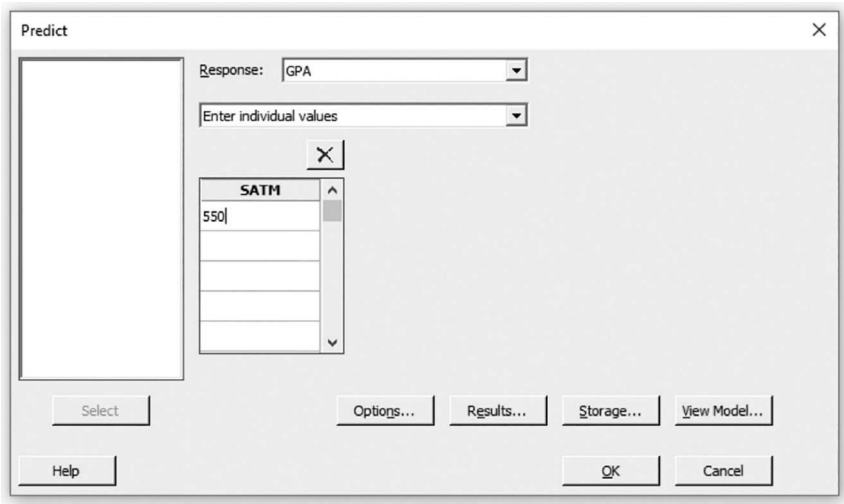 Predict
Response: GPA
Enter individual values
SATM
550
Select
Options...
Results...
Storage...
View Model...
Help
OK
Cancel